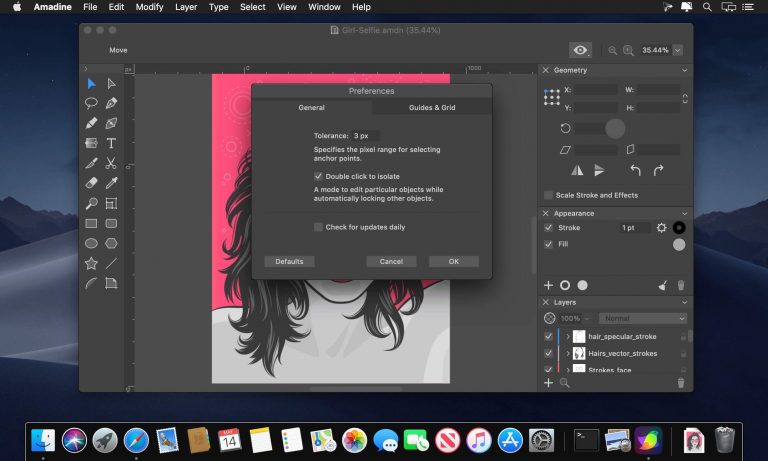 Amadine File Edit Modify Layer Type Select View Window Help
Girl-Selfie.amdn (35.44%)
Move
35.44%
px
0
1000
Geometry
X:
W:
Y:
H:
Scale Stroke and Effects
Appearance
Stroke
1 pt
Fill
Layers
100%
Normal
hair_specular_stroke
Hairs_vector_strokes
Strokes_face
Preferences
General
Guides & Grid
Tolerance: 3 px
Specifies the pixel range for selecting
anchor points.
Double click to isolate
A mode to edit particular objects while
automatically locking other objects.
Check for updates daily
Defaults
Cancel
OK
14